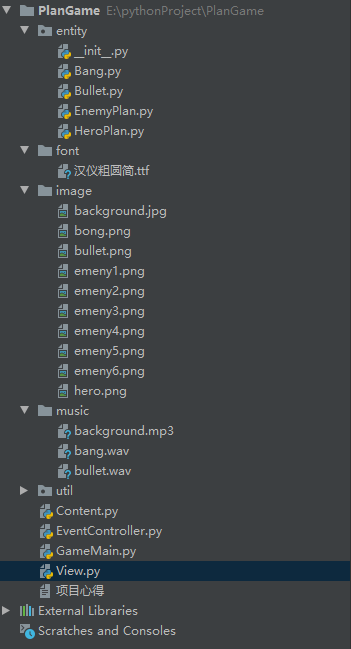 PlanGame E:\pythonProject\PlanGame
entity
__init__.py
Bang.py
Bullet.py
EnemyPlan.py
HeroPlan.py
font
汉仪粗圆简.ttf
image
background.jpg
bong.png
bullet.png
emeny1.png
emeny2.png
emeny3.png
emeny4.png
emeny5.png
emeny6.png
hero.png
music
background.mp3
bang.wav
bullet.wav
util
Content.py
EventController.py
GameMain.py
View.py
项目心得
External Libraries
Scratches and Consoles